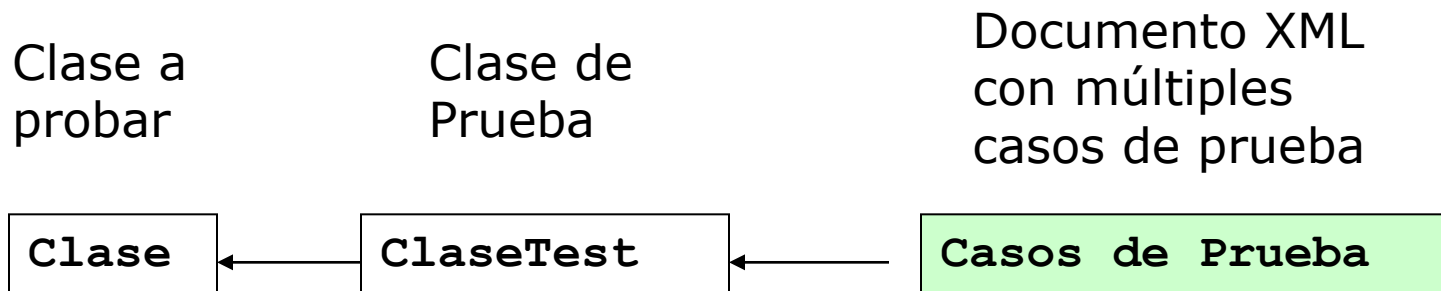 Clase a
probar
Clase de
Prueba
Documento XML
con múltiples
casos de prueba
Clase
ClaseTest
Casos de Prueba